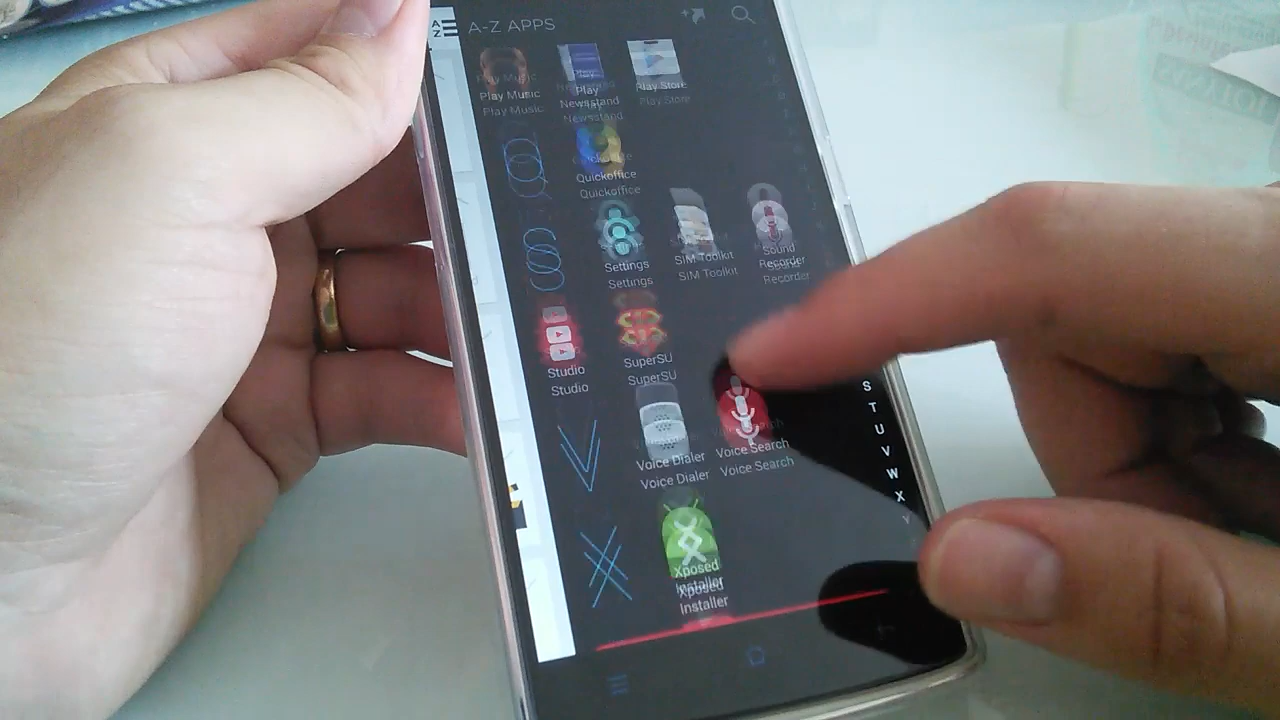 A-Z APPS
Play Music
Play Music
Play
Newsstand
Newsstand
Play Store
Play Store
Q
Quickoffice
Quickoffice
S
Settings
Settings
SIM Toolkit
SIM Toolkit
Sound
Recorder
Recorder
Studio
Studio
SuperSU
SuperSU
V
Voice Dialer
Voice Dialer
Voice Search
Voice Search
X
Xposed
Installer
Xposed
Installer
S
T
U
V
W
X
Y